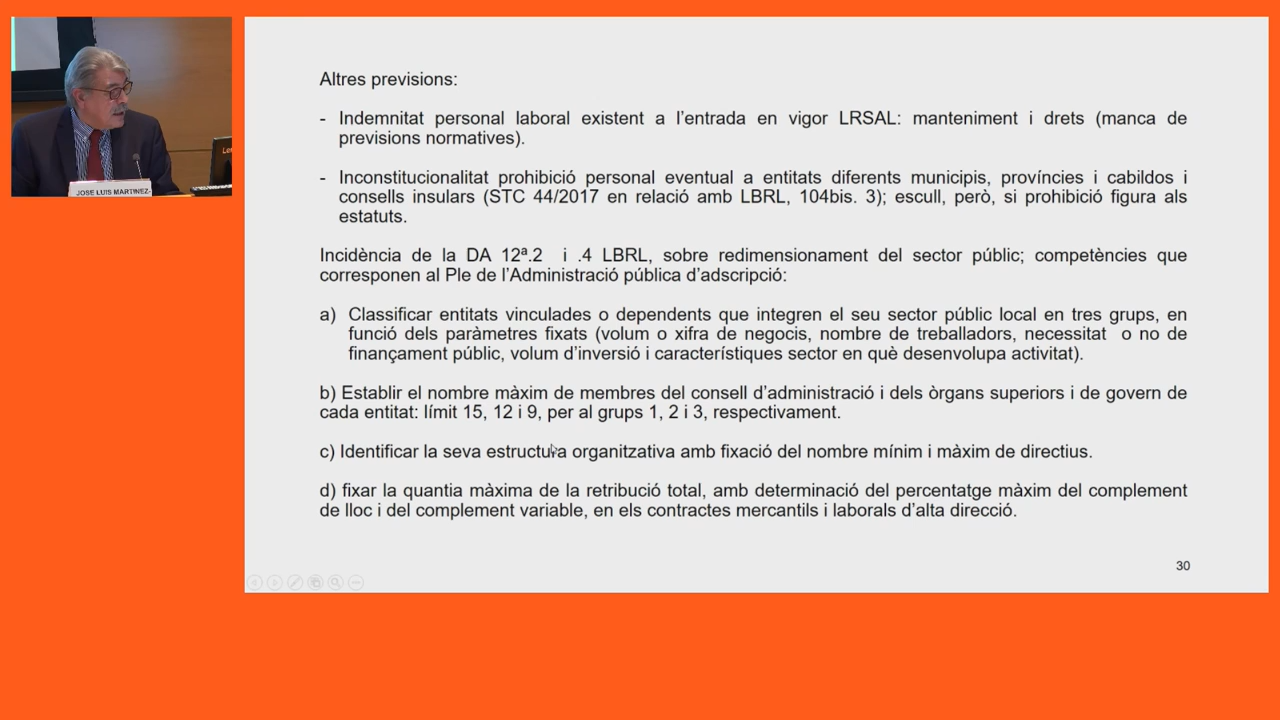 JOSE LUIS MARTINEZ-
Altres previsions:
- Indemnitat personal laboral existent a l’entrada en vigor LRSAL: manteniment i drets (manca de
previsions normatives).
- Inconstitucionalitat prohibició personal eventual a entitats diferents municipis, províncies i cabildos i
consells insulars (STC 44/2017 en relació amb LBRL, 104bis. 3); escull, però, si prohibició figura als
estatuts.
Incidència de la DA 12ª.2 i .4 LBRL, sobre redimensionament del sector públic; competències que
corresponen al Ple de l’Administració pública d’adscripció:
a) Classificar entitats vinculades o dependents que integren el seu sector públic local en tres grups, en
funció dels paràmetres fixats (volum o xifra de negocis, nombre de treballadors, necessitat o no de
finançament públic, volum d’inversió i característiques sector en què desenvolupa activitat).
b) Establir el nombre màxim de membres del consell d’administració i dels òrgans superiors i de govern de
cada entitat: límit 15, 12 i 9, per al grups 1, 2 i 3, respectivament.
c) Identificar la seva estructura organitzativa amb fixació del nombre mínim i màxim de directius.
d) fixar la quantia màxima de la retribució total, amb determinació del percentatge màxim del complement
de lloc i del complement variable, en els contractes mercantils i laborals d’alta direcció.
30